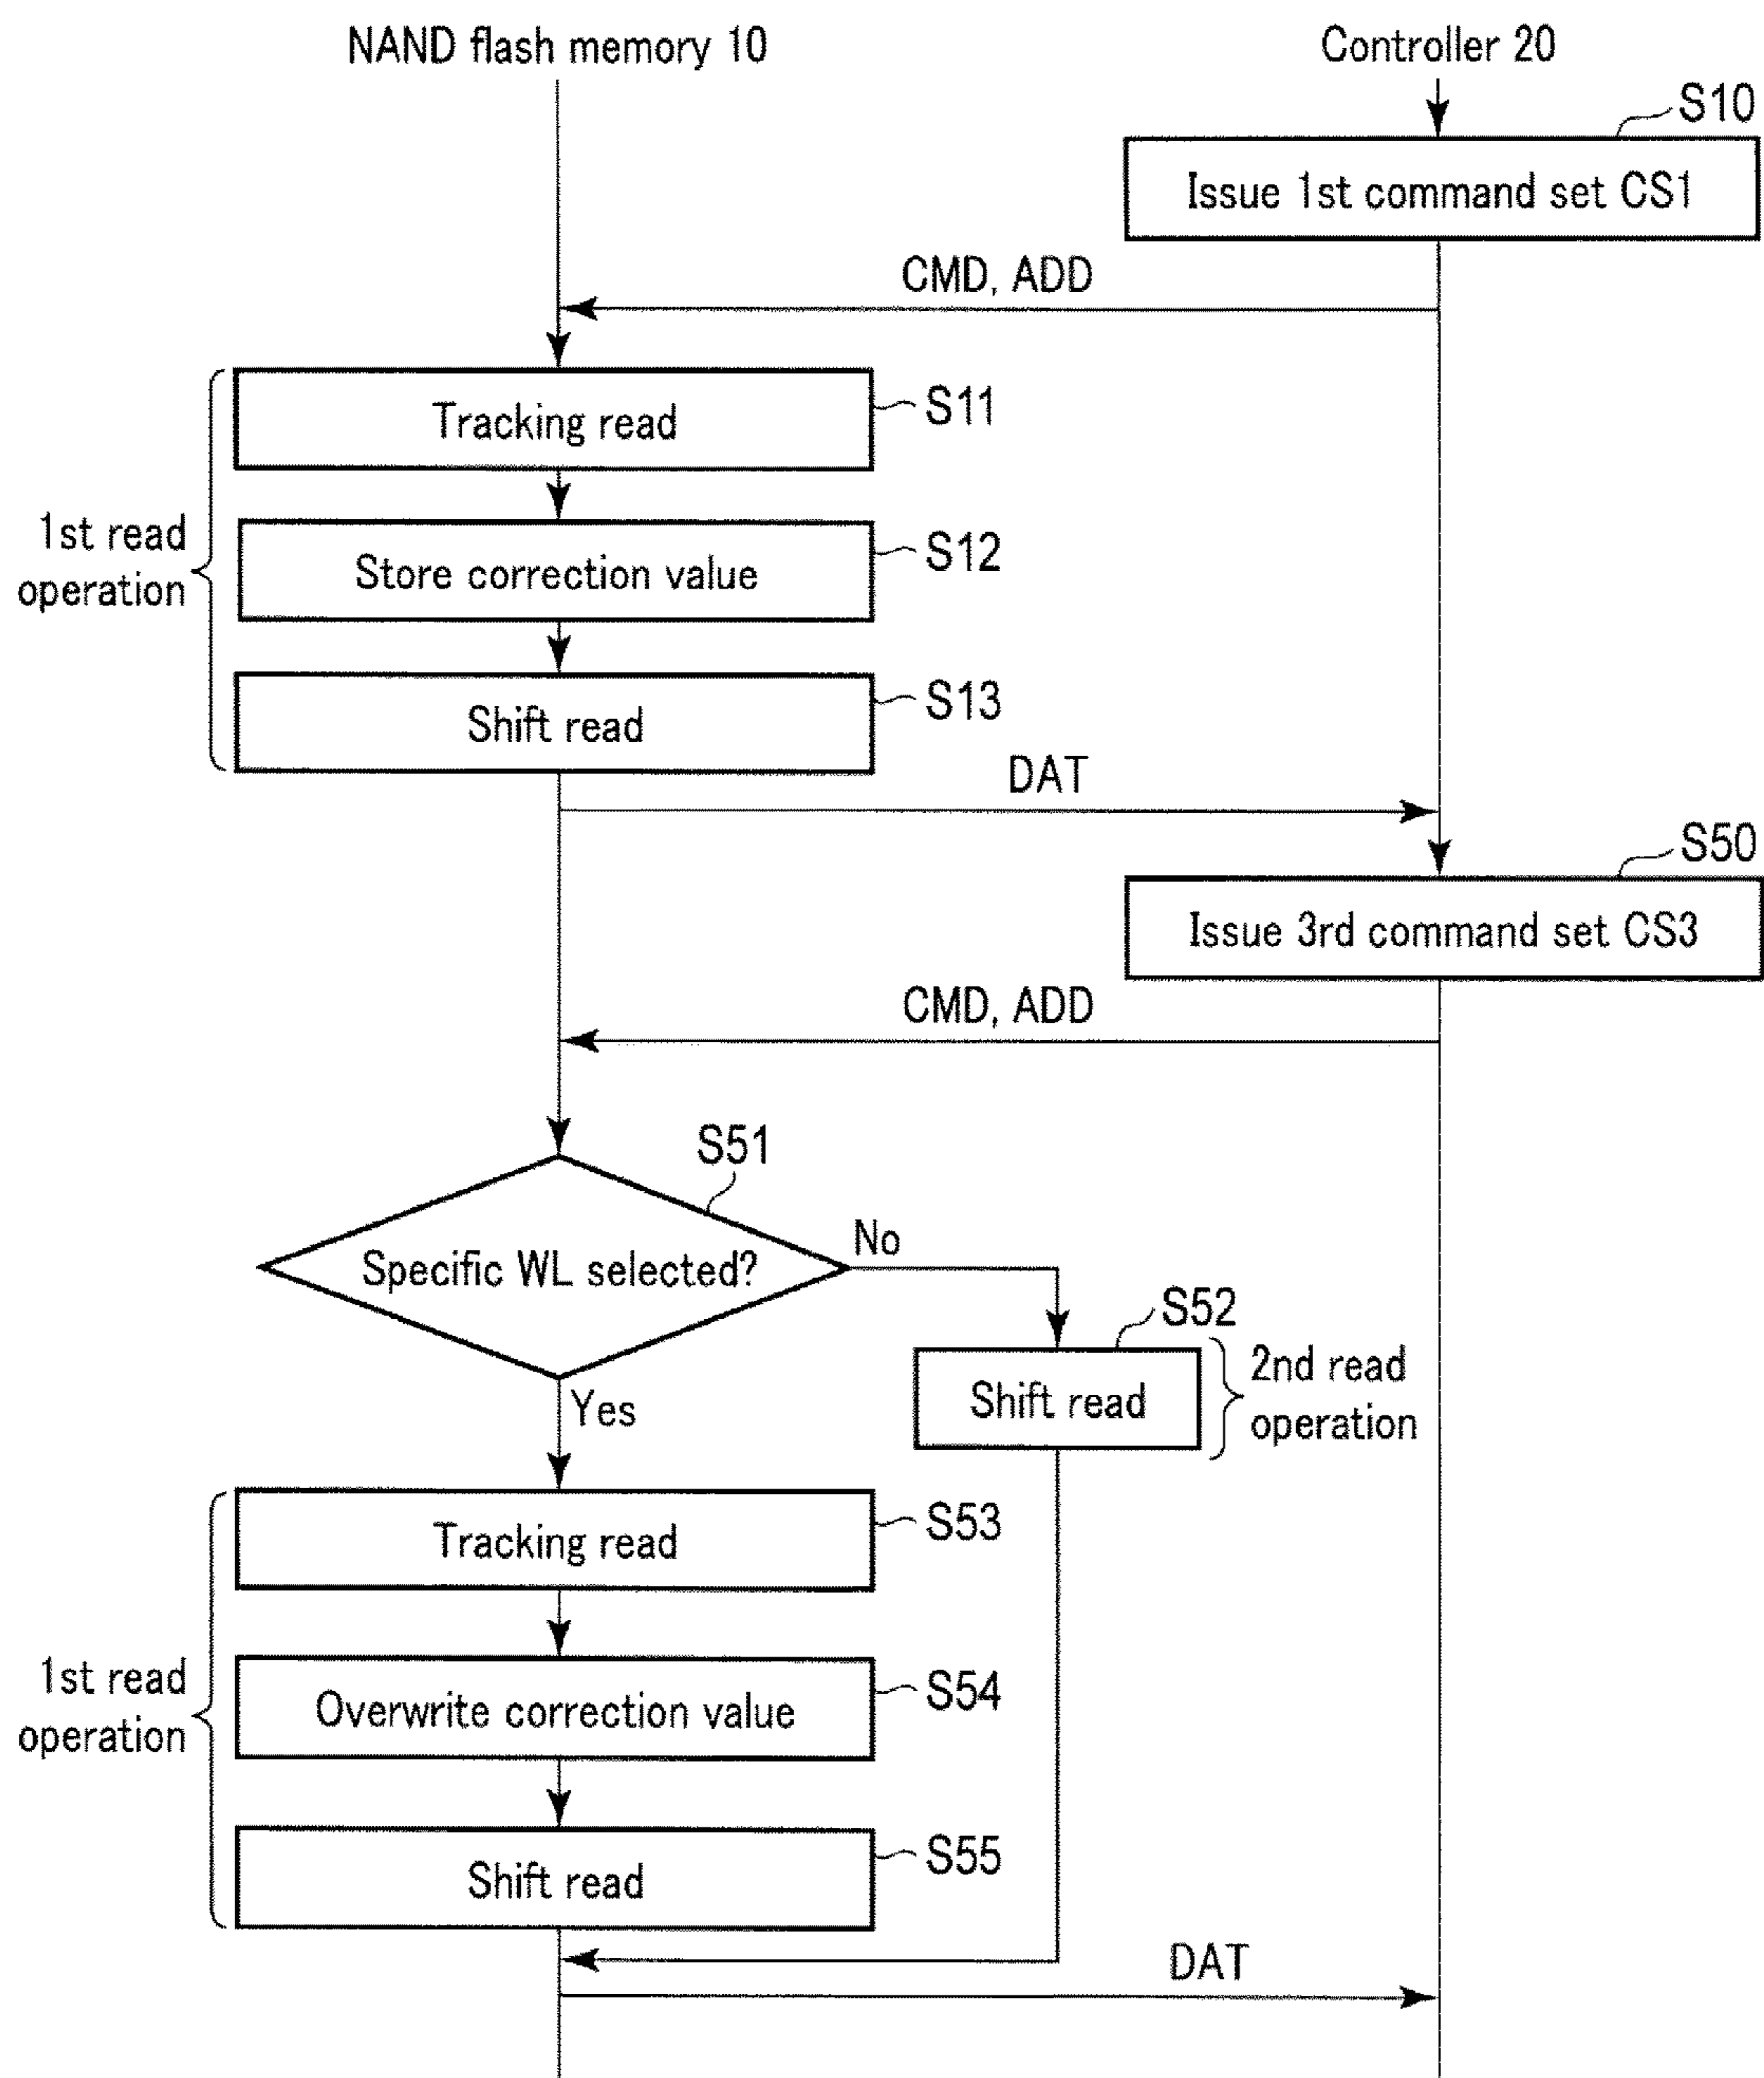 NAND flash memory 10
Controller 20
S10
Issue 1st command set CS1
CMD, ADD
S11
Tracking read
1st read
operation
S12
Store correction value
S13
Shift read
DAT
S50
Issue 3rd command set CS3
CMD, ADD
S51
Specific WL selected?
No
S52
Shift read
2nd read
operation
Yes
S53
Tracking read
1st read
operation
S54
Overwrite correction value
S55
Shift read
DAT